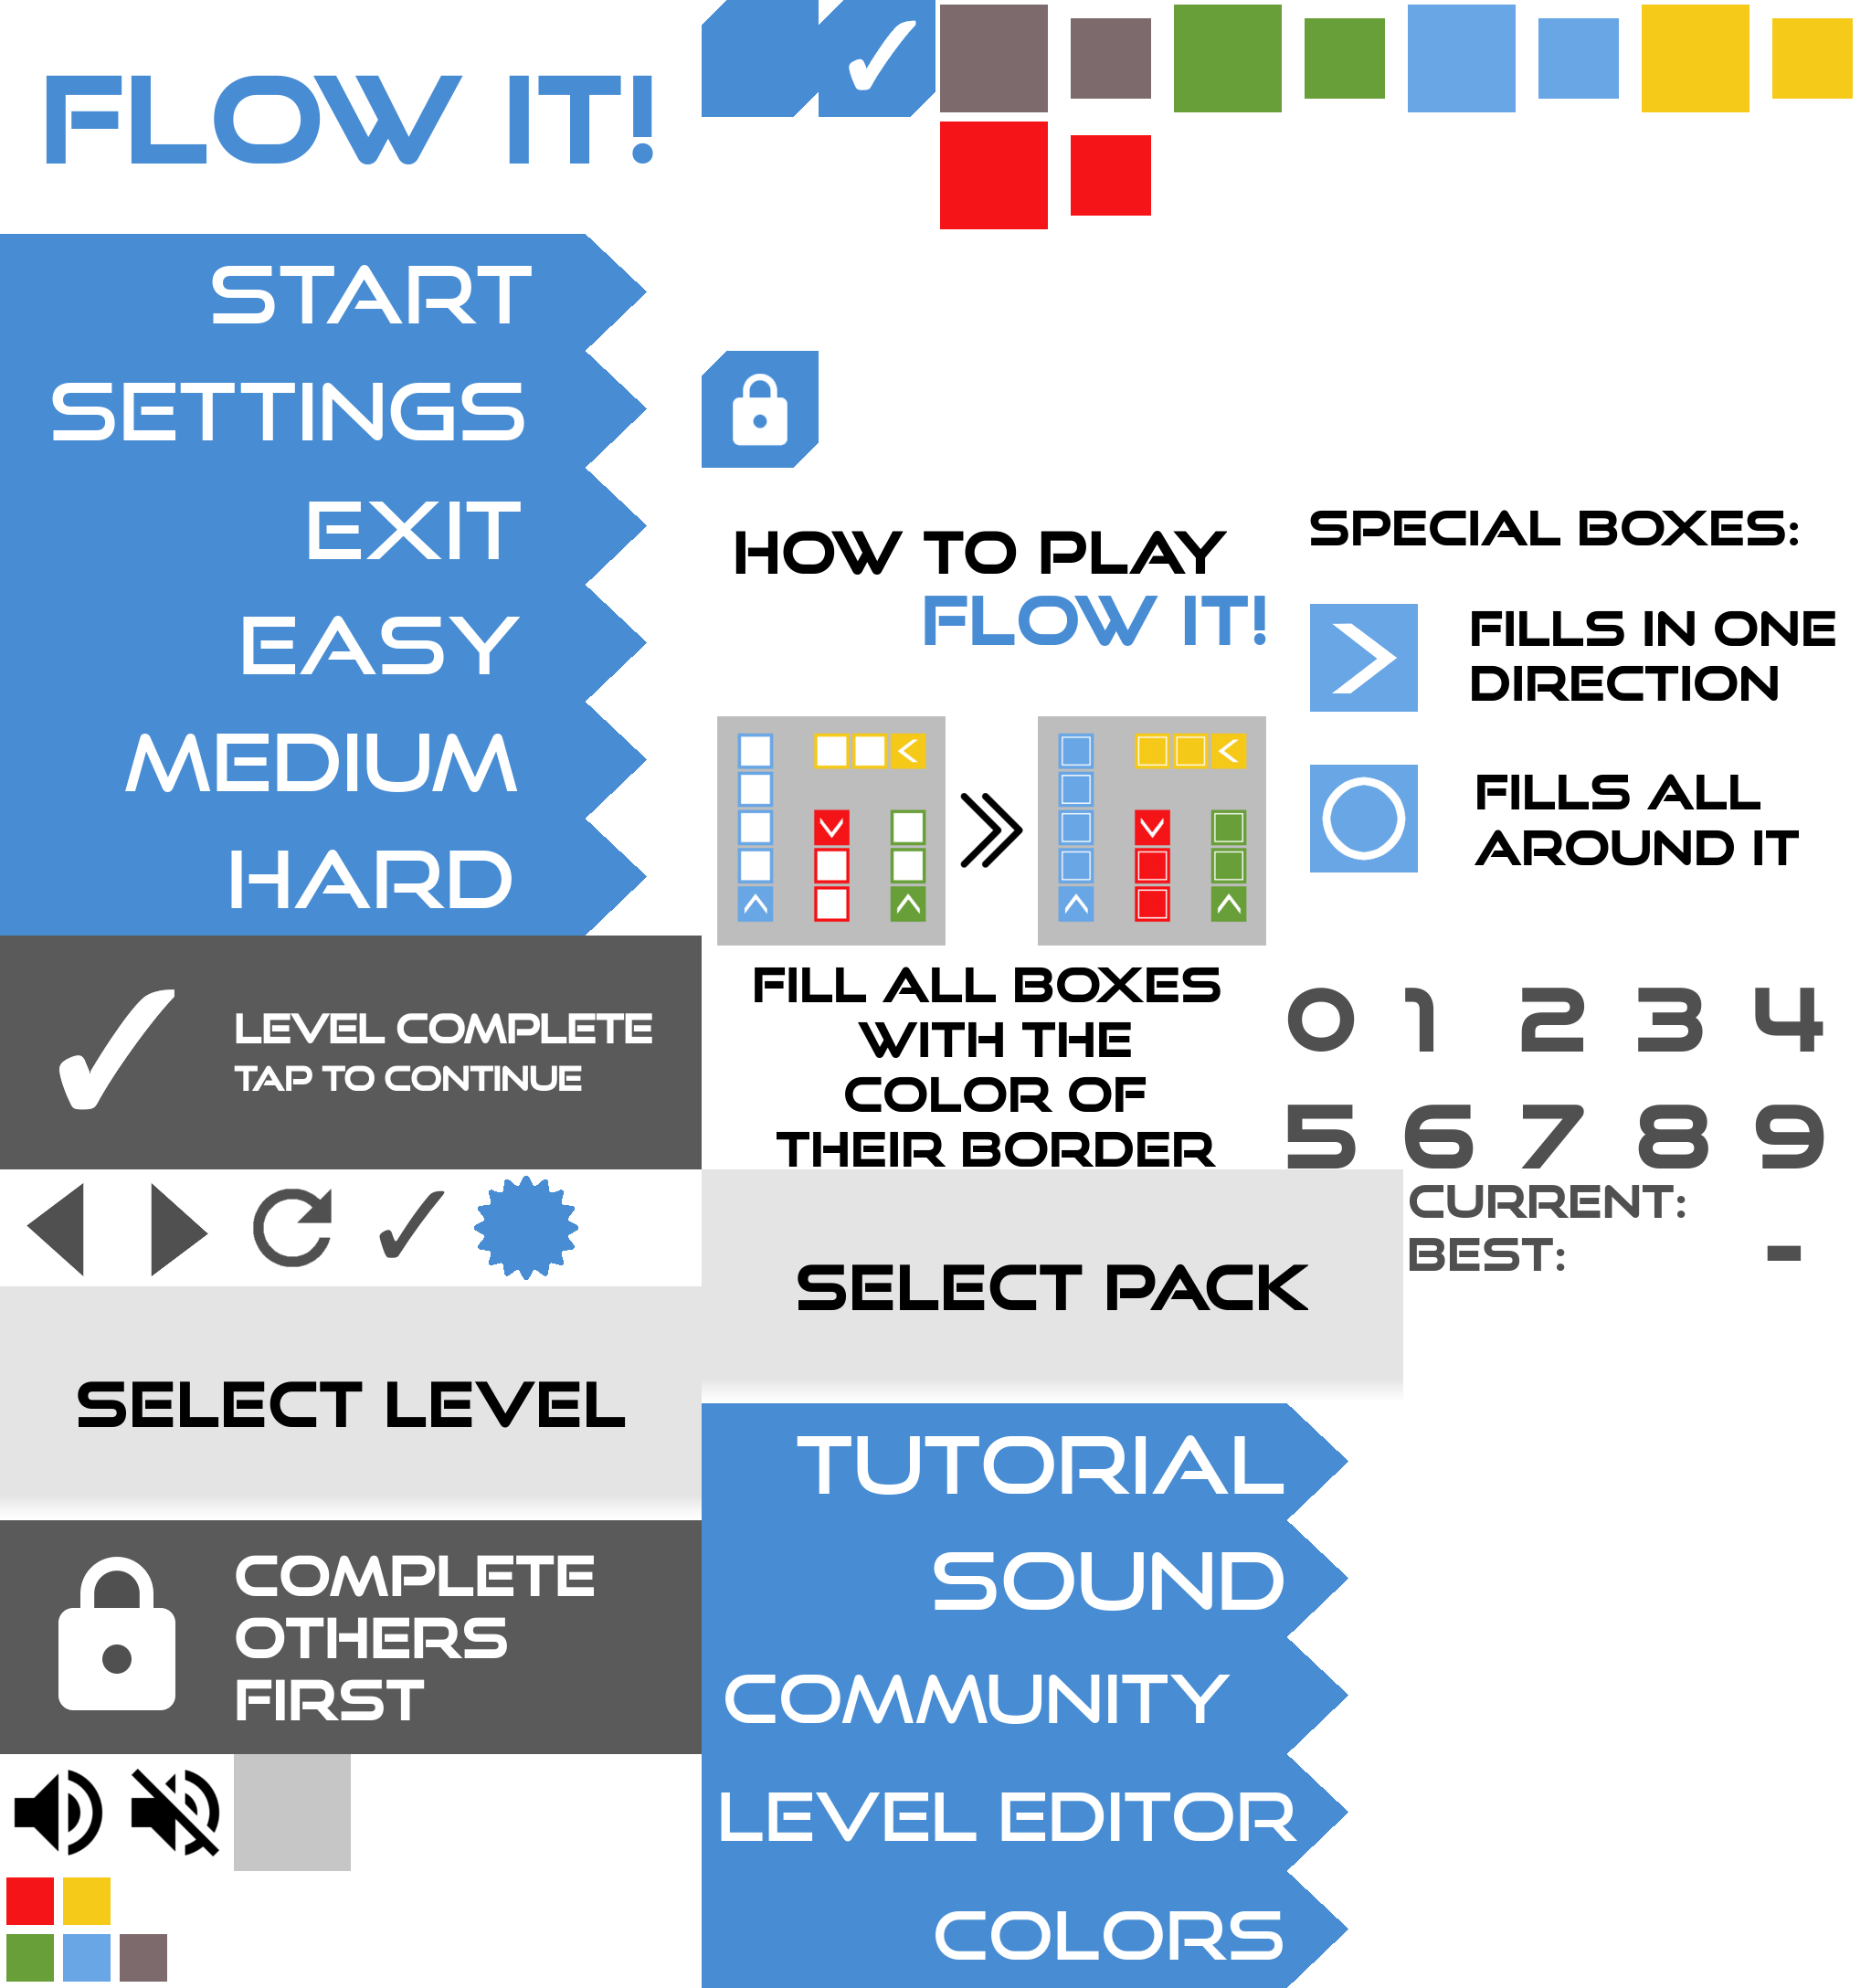 FLOW IT!
START
SETTINGS
EXIT
EASY
MEDIUM
HARD
LEVEL COMPLETE
TAP TO CONTINUE
SELECT LEVEL
COMPLETE
OTHERS
FIRST
HOW TO PLAY
FLOW IT!
FILL ALL BOXES
WITH THE
COLOR OF
THEIR BORDER
SPECIAL BOXES:
FILLS IN ONE
DIRECTION
FILLS ALL
AROUND IT
0 1 2 3 4
5 6 7 8 9
CURRENT:
BEST: -
SELECT PACK
TUTORIAL
SOUND
COMMUNITY
LEVEL EDITOR
COLORS